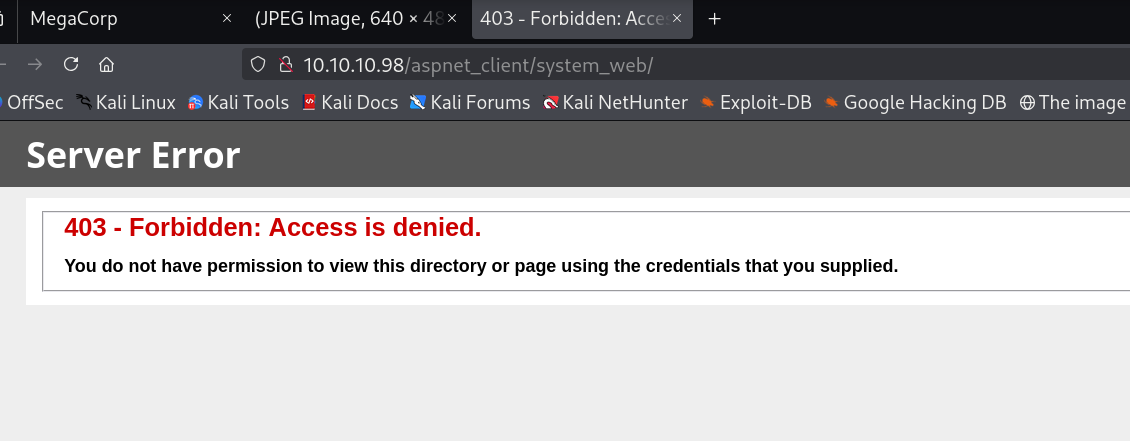 MegaCorp × (JPEG Image, 640 × 48 × 403 - Forbidden: Acces × +
10.10.10.98/aspnet_client/system_web/
OffSec Kali Linux Kali Tools Kali Docs Kali Forums Kali NetHunter Exploit-DB Google Hacking DB The image
Server Error
403 - Forbidden: Access is denied.
You do not have permission to view this directory or page using the credentials that you supplied.